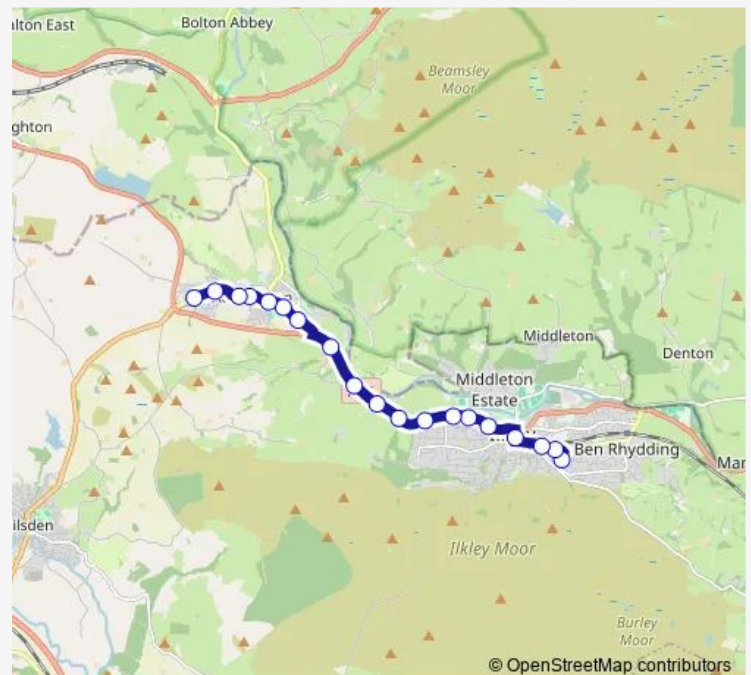 lton East
Bolton Abbey
Beamsley
Moor
ghton
Middleton
Denton
Middleton
Estate
Ben Rhydding
Mar
ilsden
Ilkley Moor
Burley
Moor
© OpenStreetMap contributors